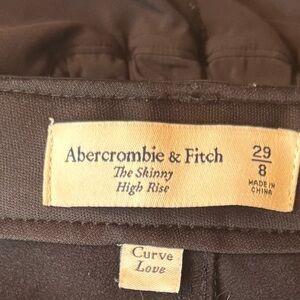 Abercrombie & Fitch
The Skinny
High Rise
29
8
MADE IN
CHINA
Curve
Love